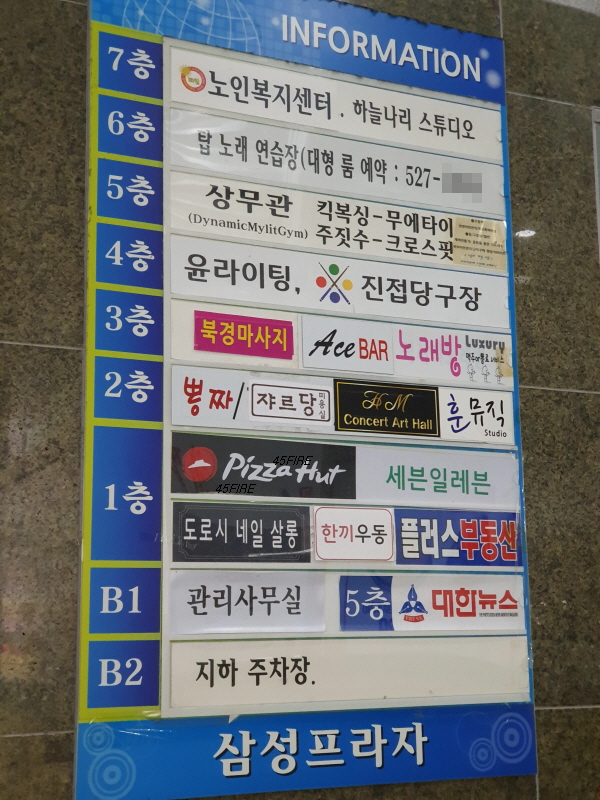 INFORMATION
7층 노인복지센터 . 하늘나리 스튜디오
6층 탑 노래 연습장(대형 룸 예약 : 527-
5층 상무관 킥복싱-무에타이
(DynamicMylitGym) 주짓수-크로스핏
4층 윤라이팅, 진접당구장
3층 북경마사지 Ace BAR 노래방 Luxury
2층 뽕짜/ 쟈르당 미용실 HM Concert Art Hall 훈뮤직 Studio
1층 Pizza Hut 세븐일레븐
45FIRE
45FIRE
도로시 네일 살롱 한끼우동 플러스부동산
B1 관리사무실 5층 대한뉴스
B2 지하 주차장.
삼성프라자